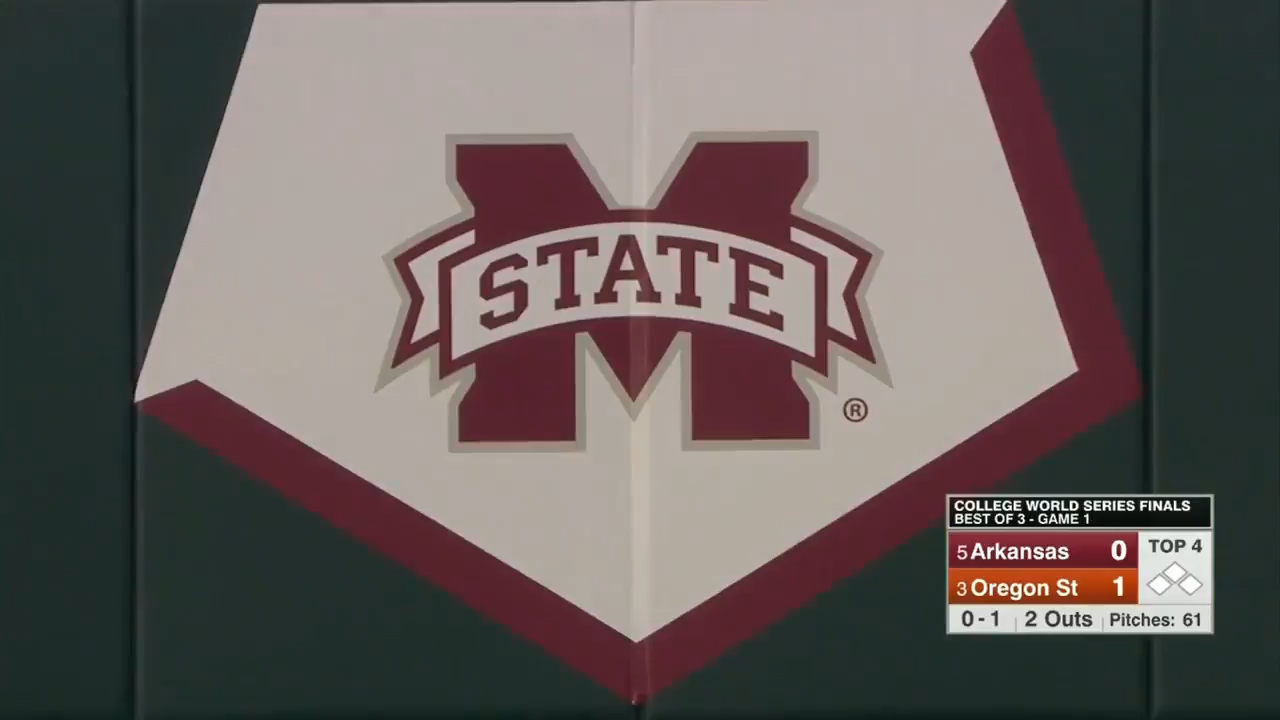 STATE
®
COLLEGE WORLD SERIES FINALS
BEST OF 3 - GAME 1
5 Arkansas 0 TOP 4
3 Oregon St 1
0 - 1 2 Outs Pitches: 61